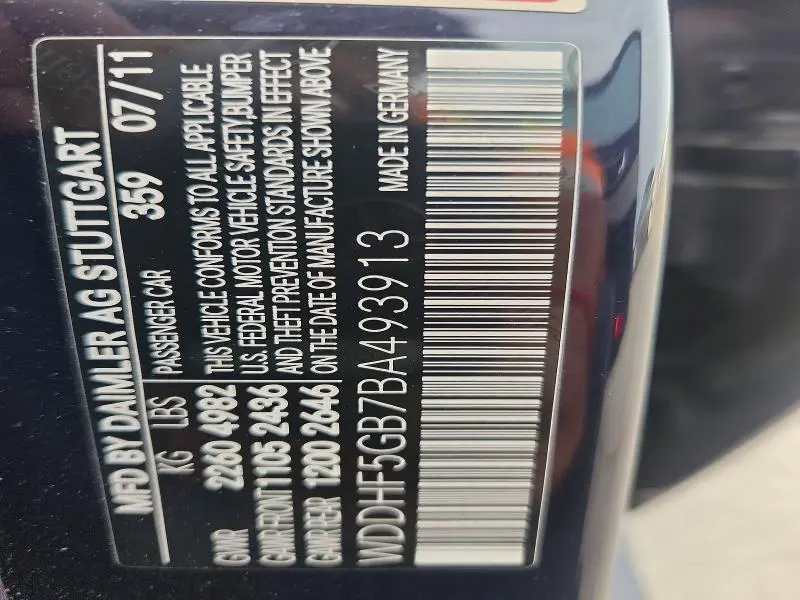 MFD BY DAIMLER AG STUTTGART
KG LBS PASSENGER CAR 359 07/11
GVWR 2260 4982 THIS VEHICLE CONFORMS TO ALL APPLICABLE
U.S. FEDERAL MOTOR VEHICLE SAFETY,BUMPER
GAWR FRONT 1105 2436 AND THEFT PREVENTION STANDARDS IN EFFECT
GAWR REAR 1200 2646 ON THE DATE OF MANUFACTURE SHOWN ABOVE
WDDHF5GB7BA493913 MADE IN GERMANY